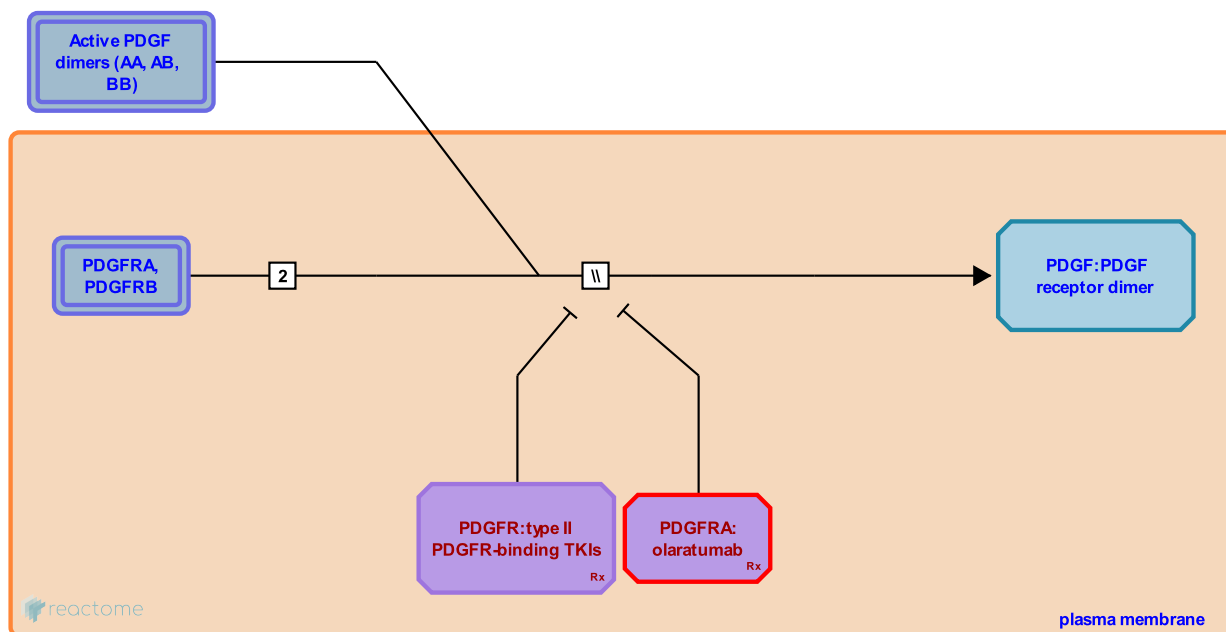 Active PDGF
dimers (AA, AB,
BB)
PDGFRA,
PDGFRB
2
\\
PDGF:PDGF
receptor dimer
PDGFR:type II
PDGFR-binding TKIs
Rx
PDGFRA:
olaratumab
Rx
reactome
plasma membrane